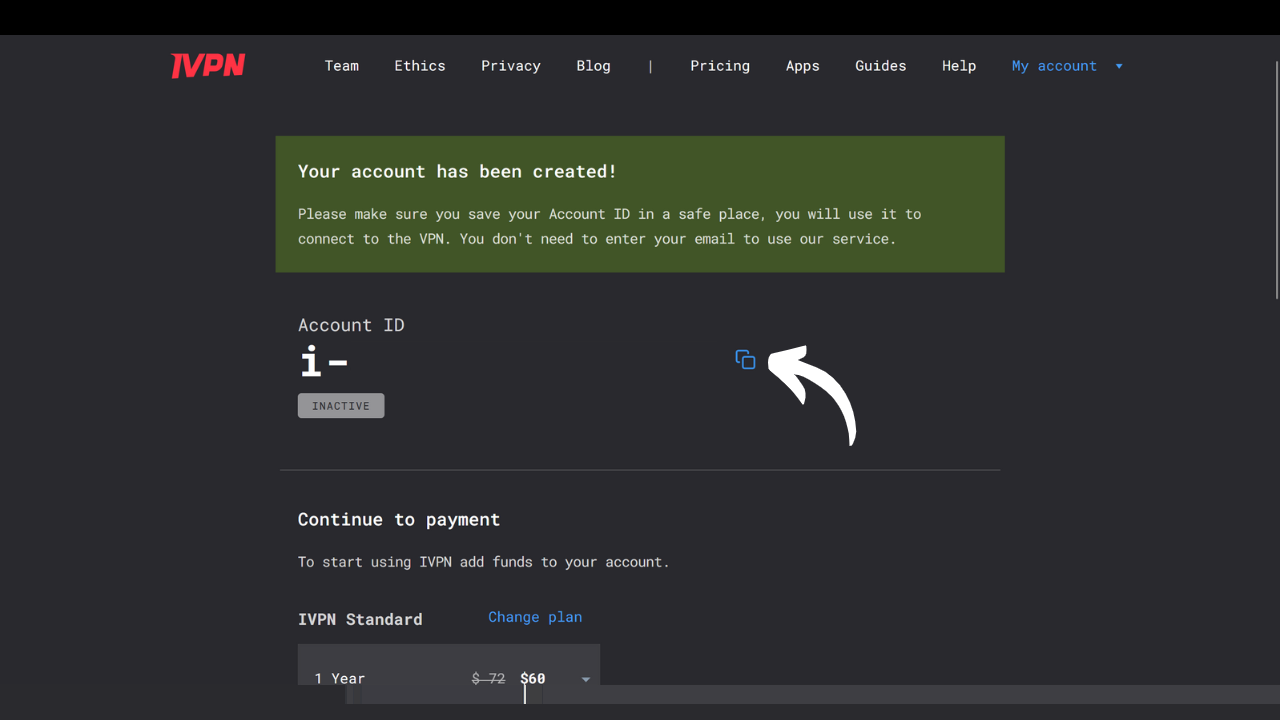 IVPN Team Ethics Privacy Blog | Pricing Apps Guides Help My account
Your account has been created!
Please make sure you save your Account ID in a safe place, you will use it to
connect to the VPN. You don't need to enter your email to use our service.
Account ID
i-
INACTIVE
Continue to payment
To start using IVPN add funds to your account.
IVPN Standard Change plan
1 Year $ 72 $60